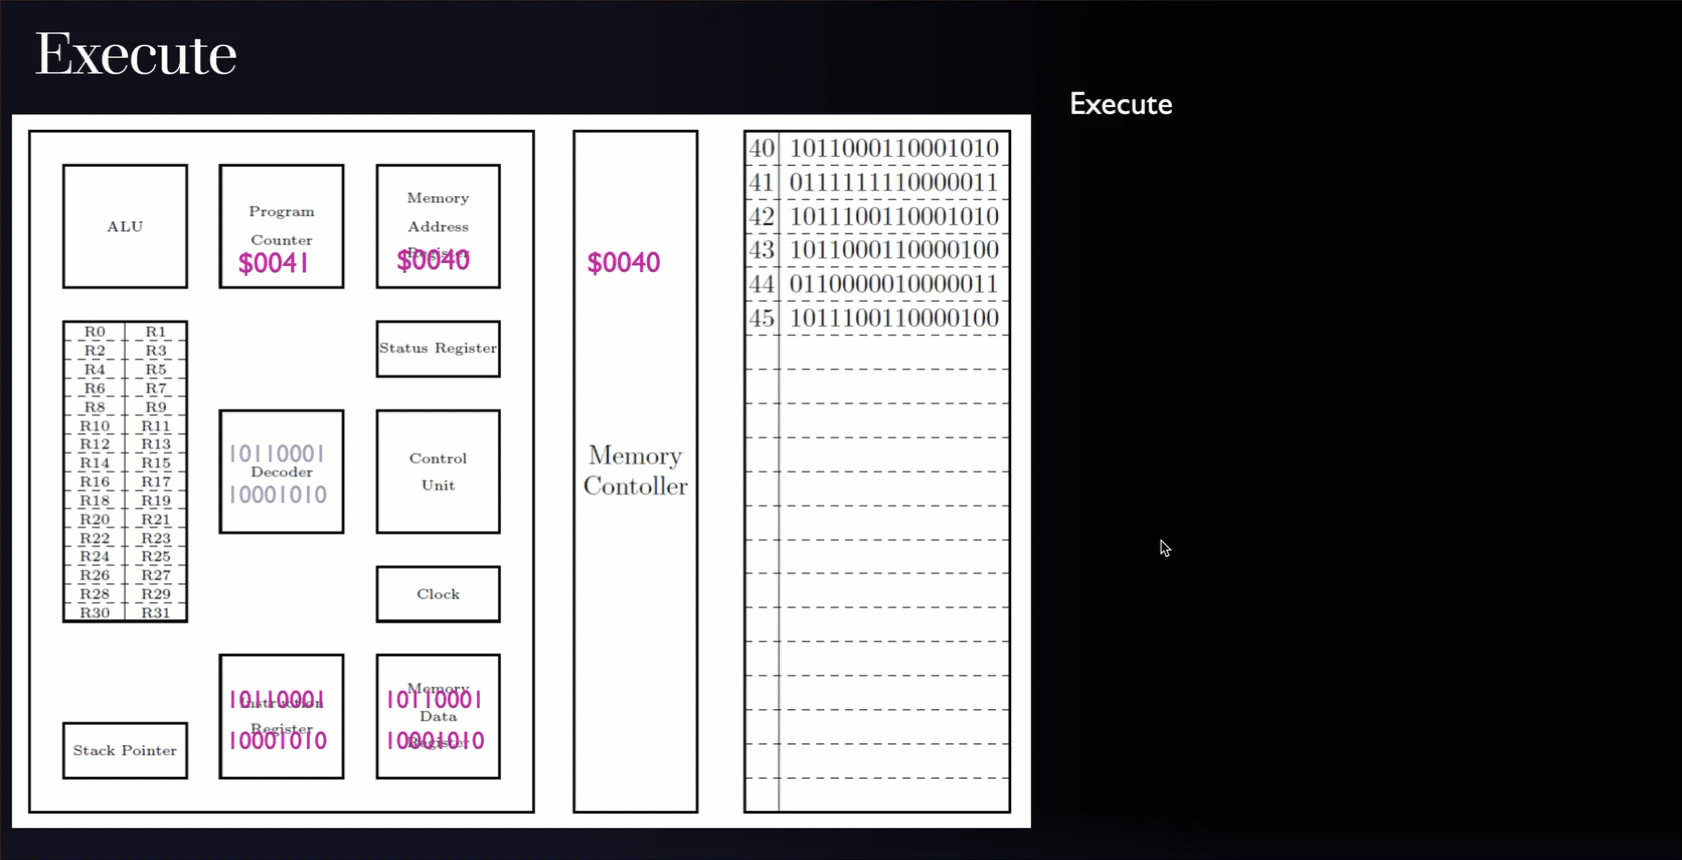 Execute
Execute
ALU
Program
Counter
$0041
Memory
Address
Register
$0040
$0040
R0 R1
R2 R3
R4 R5
R6 R7
R8 R9
R10 R11
R12 R13
R14 R15
R16 R17
R18 R19
R20 R21
R22 R23
R24 R25
R26 R27
R28 R29
R30 R31
Status Register
10110001
Decoder
10001010
Control
Unit
Clock
Stack Pointer
10110001
Instruction
Register
10001010
Memory
10110001
Data
Register
10001010
Memory
Contoller
40 1011000110001010
41 0111111110000011
42 1011100110001010
43 1011000110000100
44 0110000010000011
45 1011100110000100